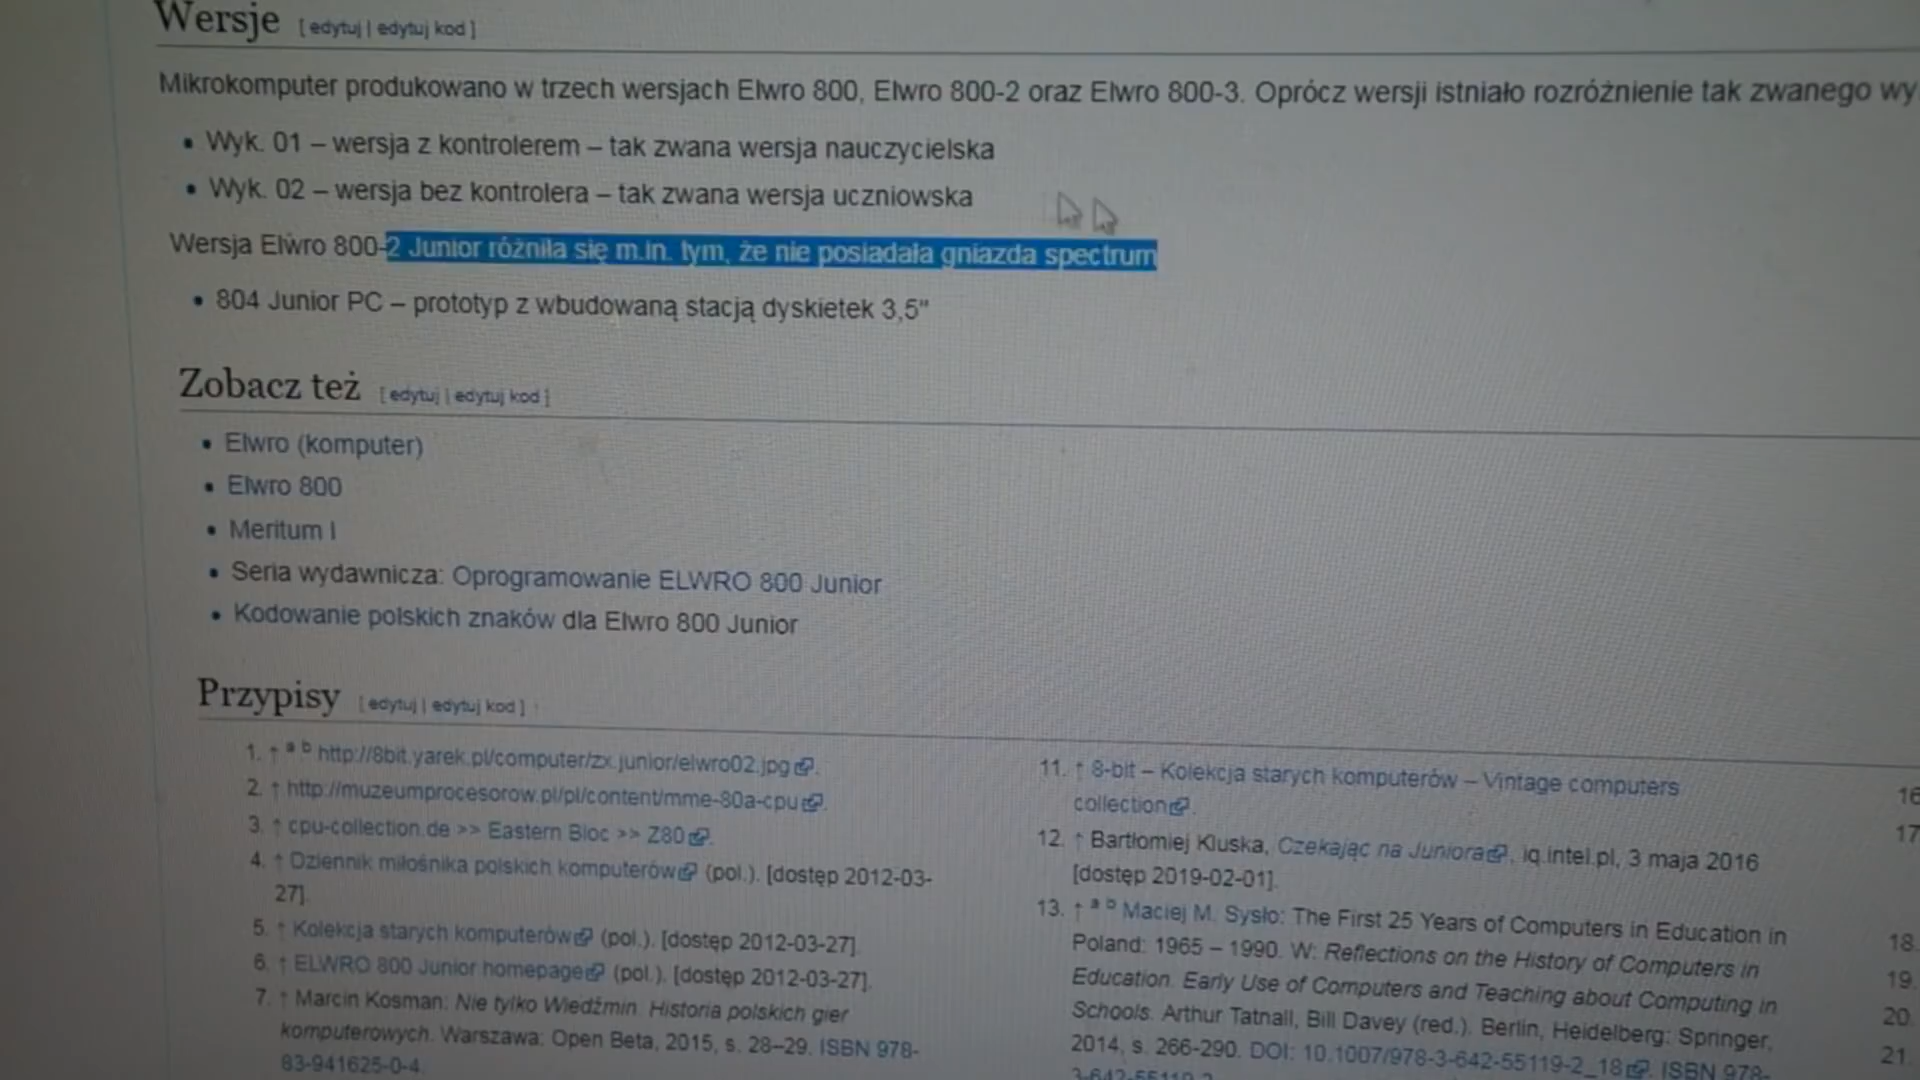 Wersje [ edytuj | edytuj kod ]
Mikrokomputer produkowano w trzech wersjach Elwro 800, Elwro 800-2 oraz Elwro 800-3. Oprócz wersji istniało rozróżnienie tak zwanego wy
• Wyk. 01 – wersja z kontrolerem – tak zwana wersja nauczycielska
• Wyk. 02 – wersja bez kontrolera – tak zwana wersja uczniowska
Wersja Elwro 800-2 Junior różniła się m.in. tym, że nie posiadała gniazda spectrum
• 804 Junior PC – prototyp z wbudowaną stacją dyskietek 3,5"
Zobacz też [ edytuj | edytuj kod ]
• Elwro (komputer)
• Elwro 800
• Meritum I
• Seria wydawnicza: Oprogramowanie ELWRO 800 Junior
• Kodowanie polskich znaków dla Elwro 800 Junior
Przypisy [ edytuj | edytuj kod ]
1. ↑ a b http://8bit.yarek.pl/computer/zx.junior/elwro02.jpg.
2. ↑ http://muzeumprocesorow.pl/pl/content/mme-80a-cpu.
3. ↑ cpu-collection.de >> Eastern Bloc >> Z80.
4. ↑ Dziennik miłośnika polskich komputerów (pol.). [dostęp 2012-03-
27].
5. ↑ Kolekcja starych komputerów (pol.). [dostęp 2012-03-27].
6. ↑ ELWRO 800 Junior homepage (pol.). [dostęp 2012-03-27].
7. ↑ Marcin Kosman: Nie tylko Wiedźmin. Historia polskich gier
komputerowych. Warszawa: Open Beta, 2015, s. 28–29. ISBN 978-
83-941625-0-4.
11. ↑ 8-bit – Kolekcja starych komputerów – Vintage computers
collection.
12. ↑ Bartłomiej Kluska, Czekając na Juniora, iq.intel.pl, 3 maja 2016
[dostęp 2019-02-01].
13. ↑ a b Maciej M. Sysło: The First 25 Years of Computers in Education in
Poland: 1965 – 1990. W: Reflections on the History of Computers in
Education. Early Use of Computers and Teaching about Computing in
Schools. Arthur Tatnall, Bill Davey (red.). Berlin, Heidelberg: Springer,
2014, s. 266-290. DOI: 10.1007/978-3-642-55119-2_18. ISBN 978-
3-642-55119-2.
16
17
18.
19.
20.
21.